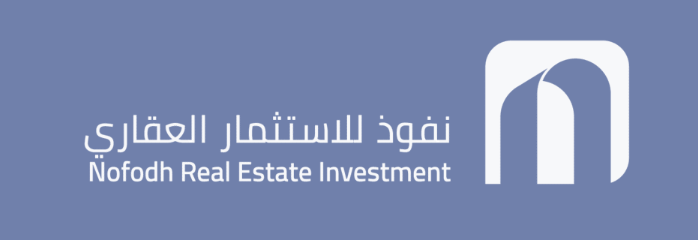 نفوذ للاستثمار العقاري
Nofodh Real Estate Investment